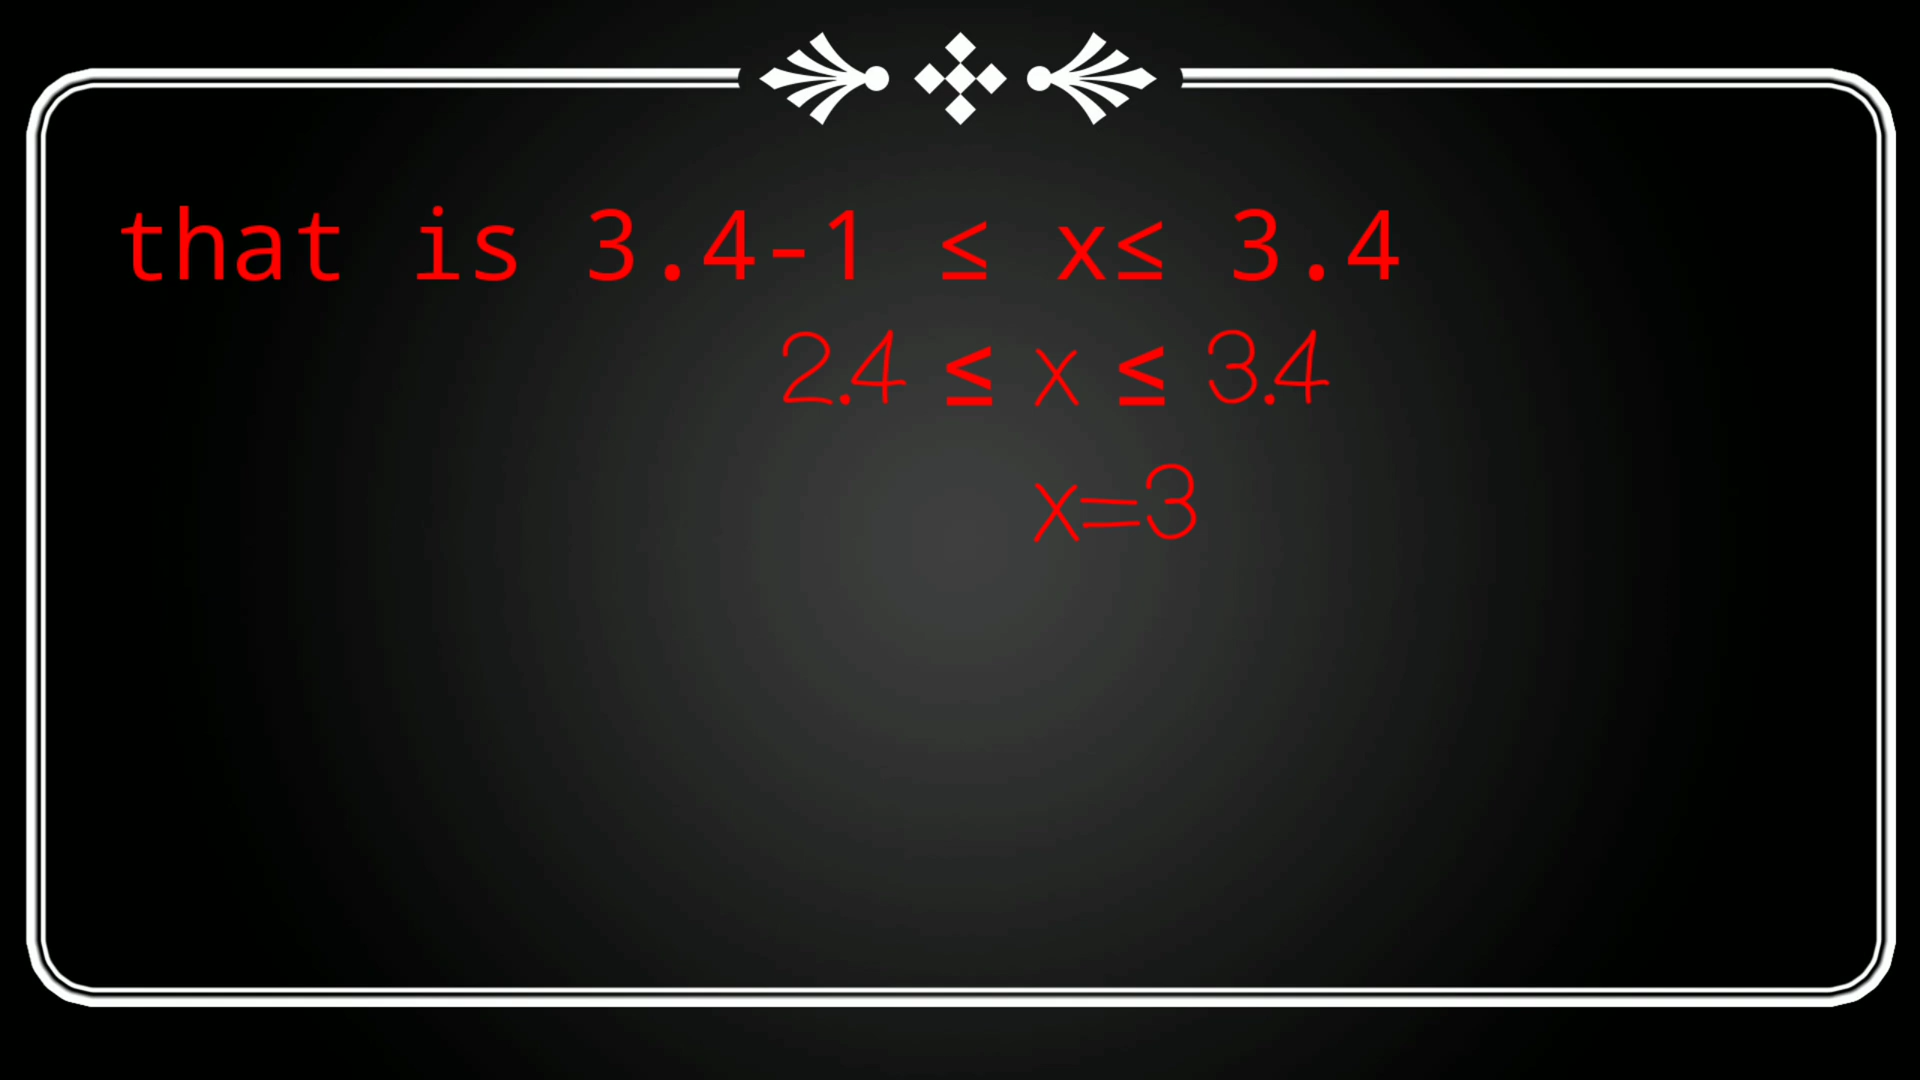 that is 3.4-1 ≤ x≤ 3.4
2.4 ≤ x ≤ 3.4
x=3